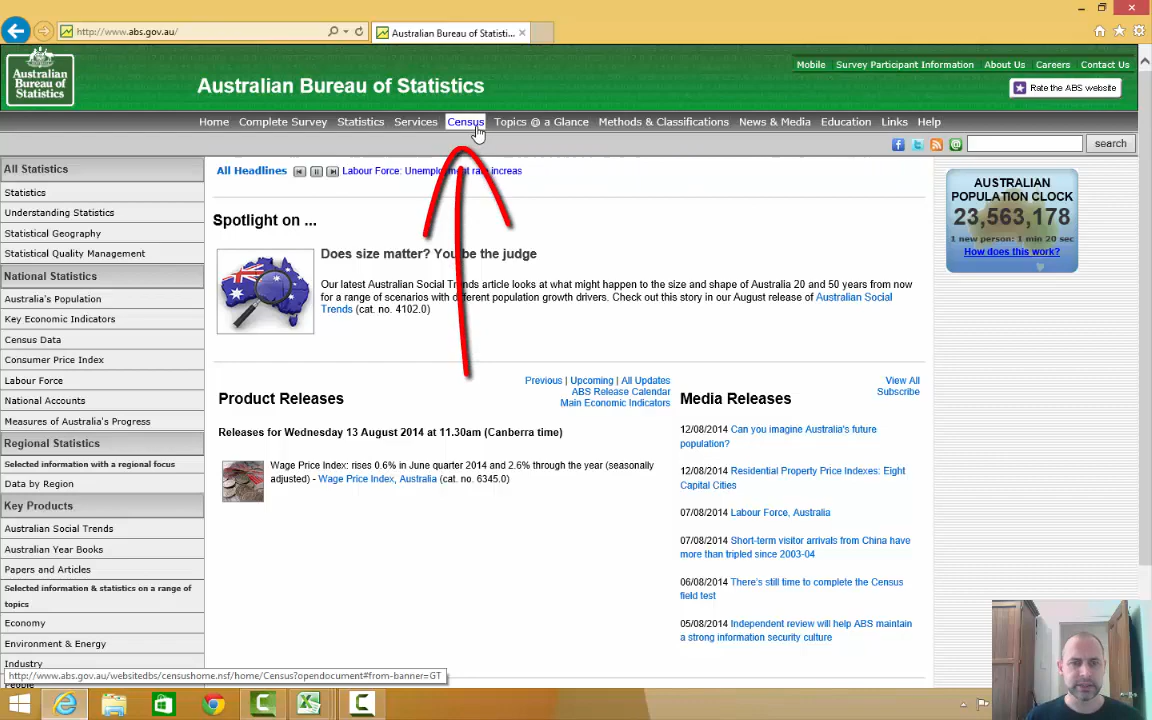 http://www.abs.gov.au/
Australian Bureau of Statisti...
Mobile Survey Participant Information About Us Careers Contact Us
Australian
Bureau of
Statistics
Australian Bureau of Statistics
Rate the ABS website
Home Complete Survey Statistics Services Census Topics @ a Glance Methods & Classifications News & Media Education Links Help
search
All Statistics
Statistics
Understanding Statistics
Statistical Geography
Statistical Quality Management
National Statistics
Australia's Population
Key Economic Indicators
Census Data
Consumer Price Index
Labour Force
National Accounts
Measures of Australia's Progress
Regional Statistics
Selected information with a regional focus
Data by Region
Key Products
Australian Social Trends
Australian Year Books
Papers and Articles
Selected information & statistics on a range of
topics
Economy
Environment & Energy
Industry
All Headlines Labour Force: Unemployment rate increas
Spotlight on ...
Does size matter? You be the judge
Our latest Australian Social Trends article looks at what might happen to the size and shape of Australia 20 and 50 years from now
for a range of scenarios with different population growth drivers. Check out this story in our August release of Australian Social
Trends (cat. no. 4102.0)
Previous | Upcoming | All Updates
ABS Release Calendar
Main Economic Indicators
Product Releases
Releases for Wednesday 13 August 2014 at 11.30am (Canberra time)
Wage Price Index: rises 0.6% in June quarter 2014 and 2.6% through the year (seasonally
adjusted) - Wage Price Index, Australia (cat. no. 6345.0)
View All
Subscribe
Media Releases
12/08/2014 Can you imagine Australia's future
population?
12/08/2014 Residential Property Price Indexes: Eight
Capital Cities
07/08/2014 Labour Force, Australia
07/08/2014 Short-term visitor arrivals from China have
more than tripled since 2003-04
06/08/2014 There's still time to complete the Census
field test
05/08/2014 Independent review will help ABS maintain
a strong information security culture
AUSTRALIAN
POPULATION CLOCK
23,563,178
1 new person: 1 min 20 sec
How does this work?
http://www.abs.gov.au/websitedbs/censushome.nsf/home/Census?opendocument#from-banner=GT